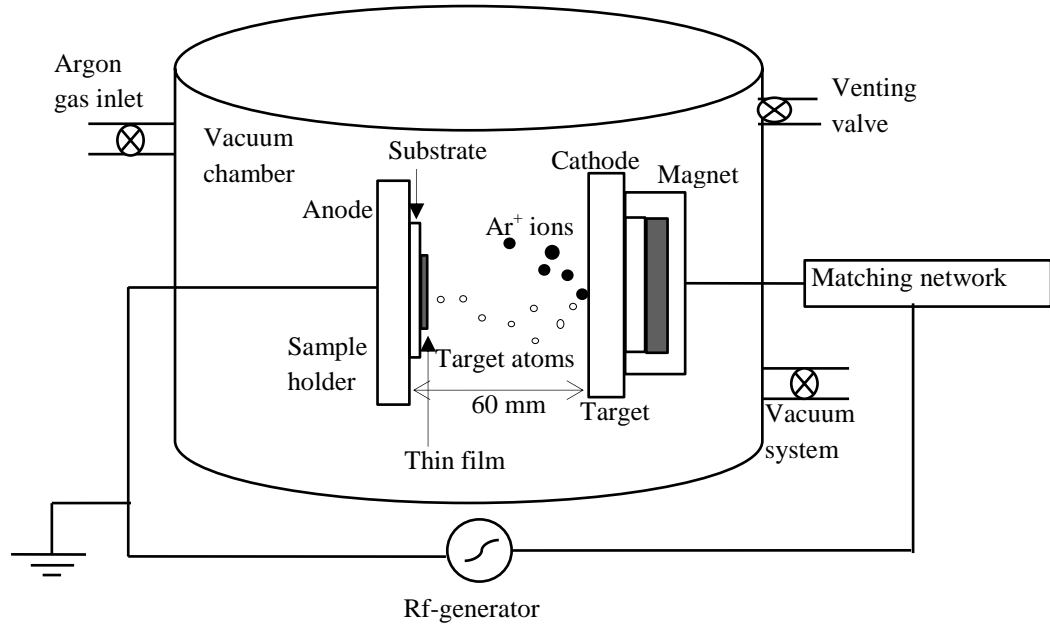 Argon
gas inlet
Venting
valve
Vacuum
chamber
Substrate
Cathode
Magnet
Anode
Ar+ ions
Matching network
Sample
holder
Target atoms
60 mm
Target
Vacuum
system
Thin film
Rf-generator